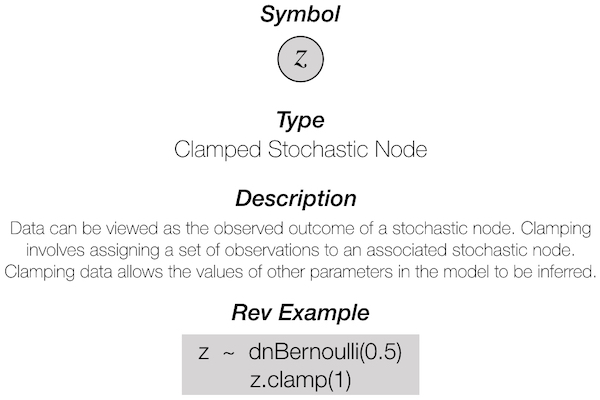 Symbol
z
Type
Clamped Stochastic Node
Description
Data can be viewed as the observed outcome of a stochastic node. Clamping
involves assigning a set of observations to an associated stochastic node.
Clamping data allows the values of other parameters in the model to be inferred.
Rev Example
z ~ dnBernoulli(0.5)
z.clamp(1)